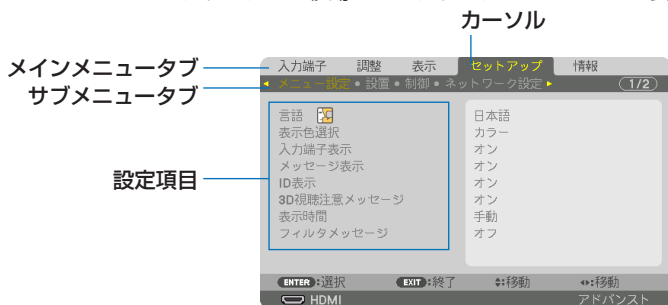 カーソル
メインメニュータブ
サブメニュータブ
設定項目
入力端子 調整 表示 セットアップ 情報
メニュー設定 • 設置 • 制御 • ネットワーク設定 1/2
言語 日本語
表示色選択 カラー
入力端子表示 オン
メッセージ表示 オン
ID表示 オン
3D視聴注意メッセージ オン
表示時間 手動
フィルタメッセージ オフ
ENTER:選択 EXIT:終了 :移動 :移動
HDMI アドバンスト